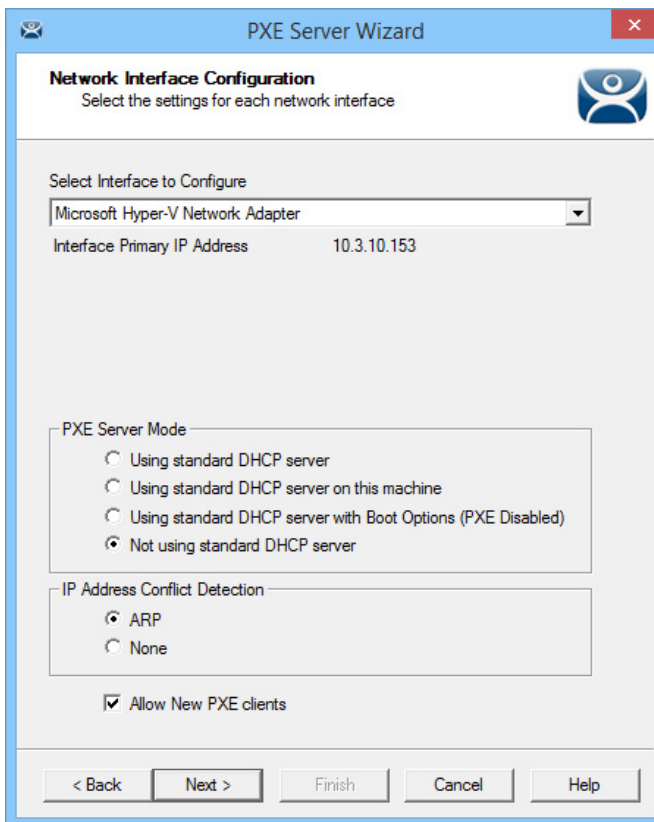 PXE Server Wizard
Network Interface Configuration
Select the settings for each network interface
Select Interface to Configure
Microsoft Hyper-V Network Adapter
Interface Primary IP Address 10.3.10.153
PXE Server Mode
Using standard DHCP server
Using standard DHCP server on this machine
Using standard DHCP server with Boot Options (PXE Disabled)
Not using standard DHCP server
IP Address Conflict Detection
ARP
None
Allow New PXE clients
< Back Next > Finish Cancel Help